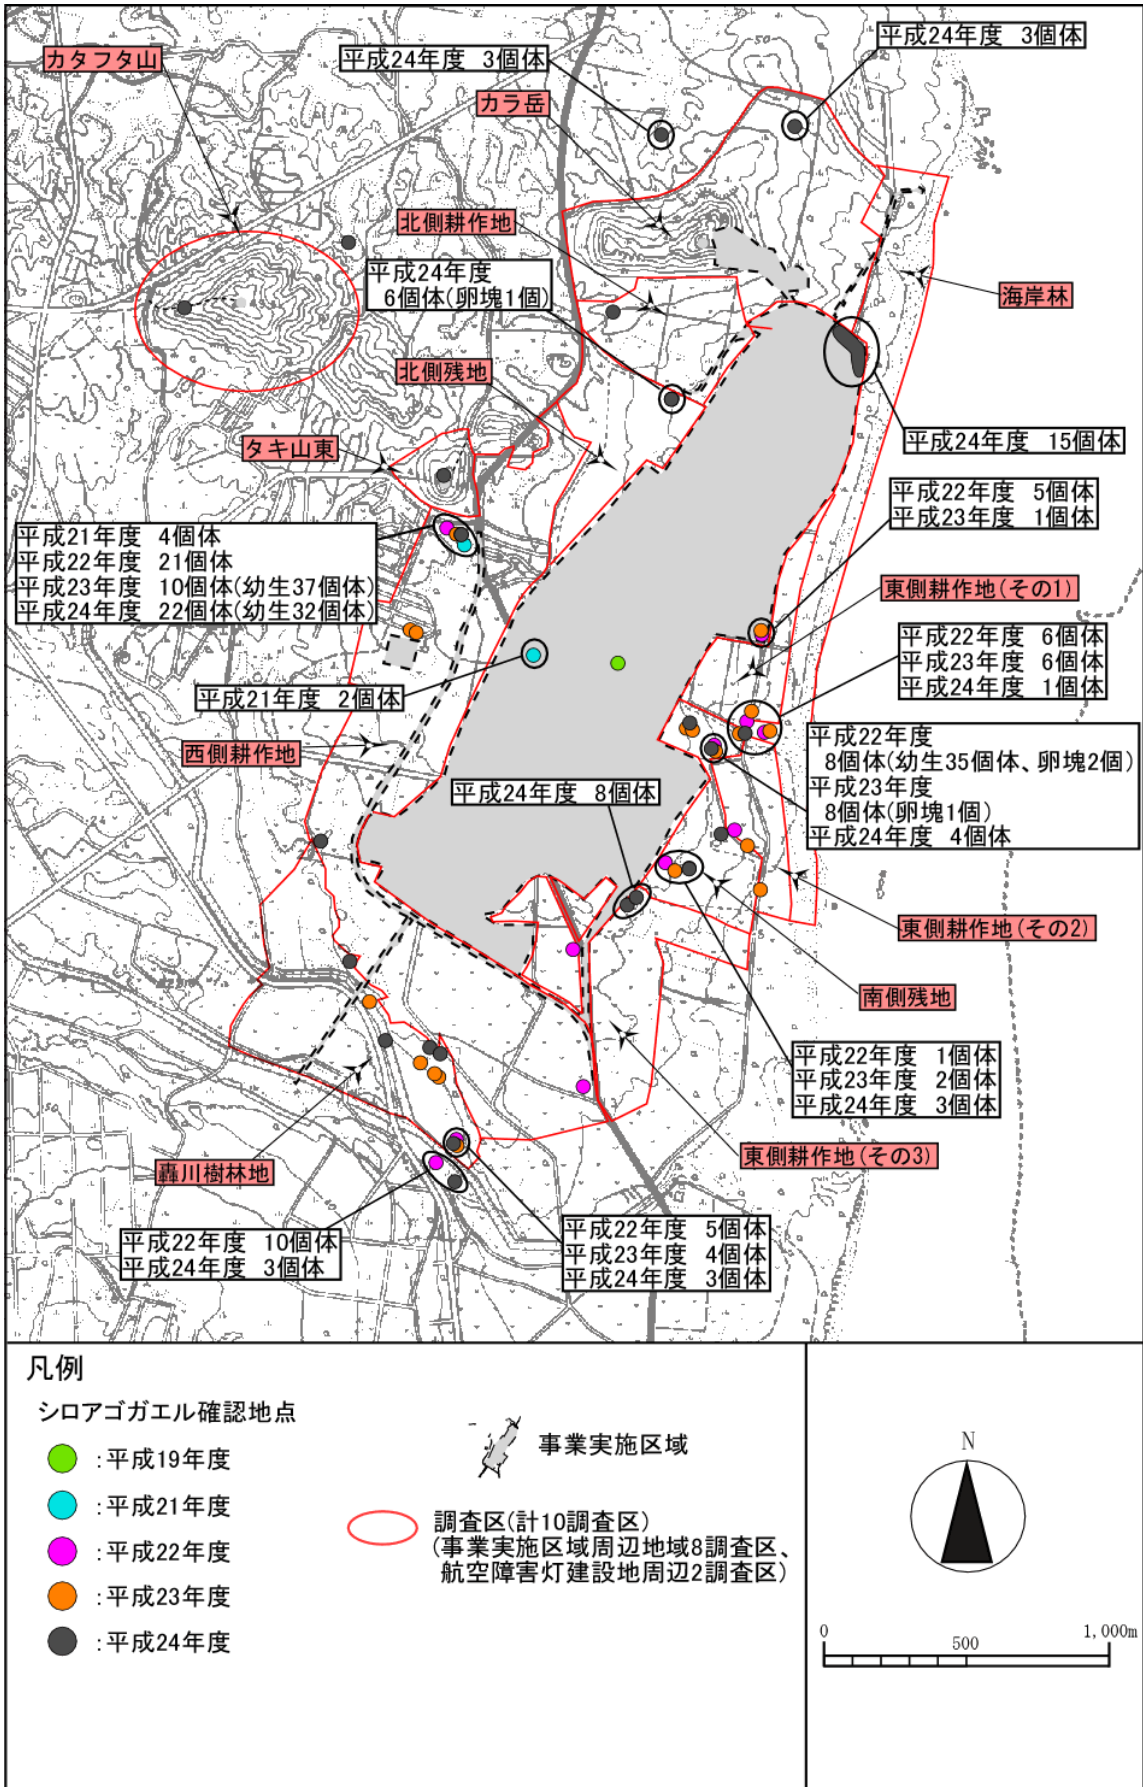 カタフタ山
平成24年度 3個体
平成24年度 3個体
カラ岳
50
北側耕作地
平成24年度
6個体(卵塊1個)
海岸林
北側残地
タキ山東
平成24年度 15個体
平成22年度 5個体
平成23年度 1個体
平成21年度 4個体
平成22年度 21個体
平成23年度 10個体(幼生37個体)
平成24年度 22個体(幼生32個体)
東側耕作地(その1)
平成22年度 6個体
平成23年度 6個体
平成24年度 1個体
平成21年度 2個体
西側耕作地
平成22年度
8個体(幼生35個体、卵塊2個)
平成23年度
8個体(卵塊1個)
平成24年度 4個体
平成24年度 8個体
東側耕作地(その2)
南側残地
平成22年度 1個体
平成23年度 2個体
平成24年度 3個体
東側耕作地(その3)
轟川樹林地
平成22年度 10個体
平成24年度 3個体
平成22年度 5個体
平成23年度 4個体
平成24年度 3個体
凡例
シロアゴガエル確認地点
:平成19年度
:平成21年度
:平成22年度
:平成23年度
:平成24年度
事業実施区域
調査区(計10調査区)
(事業実施区域周辺地域8調査区、
航空障害灯建設地周辺2調査区)
N
0 500 1,000m